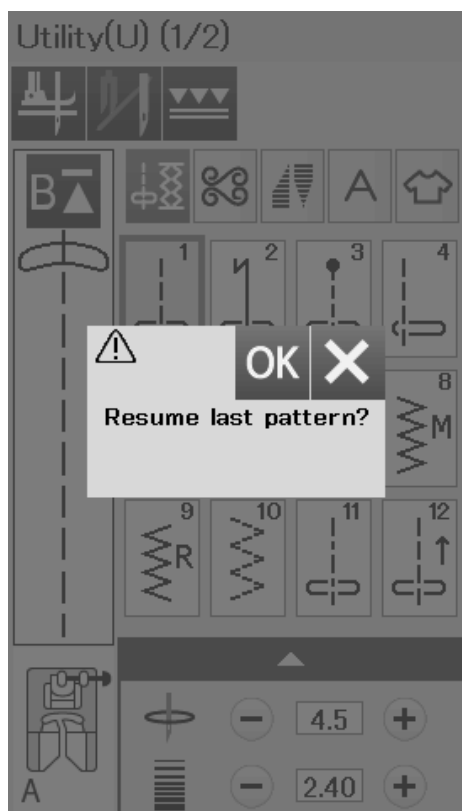 Utility(U) (1/2)
B
A
1
2
3
4
OK
Resume last pattern?
8
M
9
R
10
11
12
4.5
2.40
A